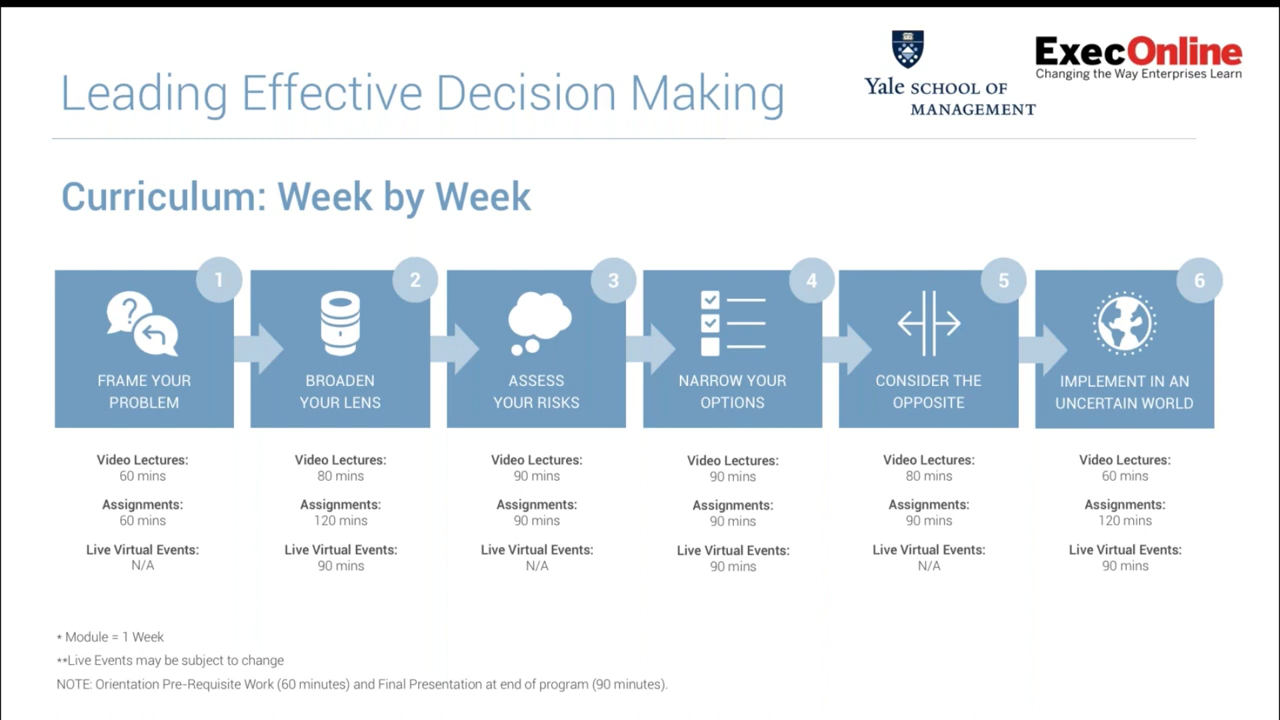 Leading Effective Decision Making
Yale SCHOOL OF
MANAGEMENT
ExecOnline
Changing the Way Enterprises Learn
Curriculum: Week by Week
1
FRAME YOUR
PROBLEM
2
BROADEN
YOUR LENS
3
ASSESS
YOUR RISKS
4
NARROW YOUR
OPTIONS
5
CONSIDER THE
OPPOSITE
6
IMPLEMENT IN AN
UNCERTAIN WORLD
Video Lectures:
60 mins
Assignments:
60 mins
Live Virtual Events:
N/A
Video Lectures:
80 mins
Assignments:
120 mins
Live Virtual Events:
90 mins
Video Lectures:
90 mins
Assignments:
90 mins
Live Virtual Events:
N/A
Video Lectures:
90 mins
Assignments:
90 mins
Live Virtual Events:
90 mins
Video Lectures:
80 mins
Assignments:
90 mins
Live Virtual Events:
N/A
Video Lectures:
60 mins
Assignments:
120 mins
Live Virtual Events:
90 mins
* Module = 1 Week
**Live Events may be subject to change
NOTE: Orientation Pre-Requisite Work (60 minutes) and Final Presentation at end of program (90 minutes).